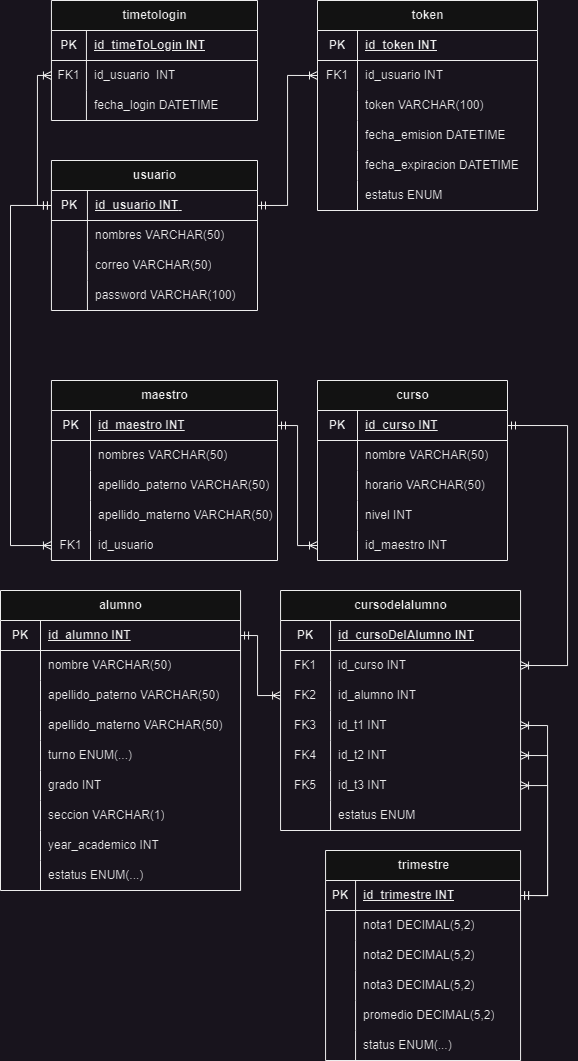 timetologin
PK id_timeToLogin INT
FK1 id_usuario INT
fecha_login DATETIME
token
PK id_token INT
FK1 id_usuario INT
token VARCHAR(100)
fecha_emision DATETIME
fecha_expiracion DATETIME
estatus ENUM
usuario
PK id_usuario INT
nombres VARCHAR(50)
correo VARCHAR(50)
password VARCHAR(100)
maestro
PK id_maestro INT
nombres VARCHAR(50)
apellido_paterno VARCHAR(50)
apellido_materno VARCHAR(50)
FK1 id_usuario
curso
PK id_curso INT
nombre VARCHAR(50)
horario VARCHAR(50)
nivel INT
id_maestro INT
alumno
PK id_alumno INT
nombre VARCHAR(50)
apellido_paterno VARCHAR(50)
apellido_materno VARCHAR(50)
turno ENUM(...)
grado INT
seccion VARCHAR(1)
year_academico INT
estatus ENUM(...)
cursodelalumno
PK id_cursoDelAlumno INT
FK1 id_curso INT
FK2 id_alumno INT
FK3 id_t1 INT
FK4 id_t2 INT
FK5 id_t3 INT
estatus ENUM
trimestre
PK id_trimestre INT
nota1 DECIMAL(5,2)
nota2 DECIMAL(5,2)
nota3 DECIMAL(5,2)
promedio DECIMAL(5,2)
status ENUM(...)